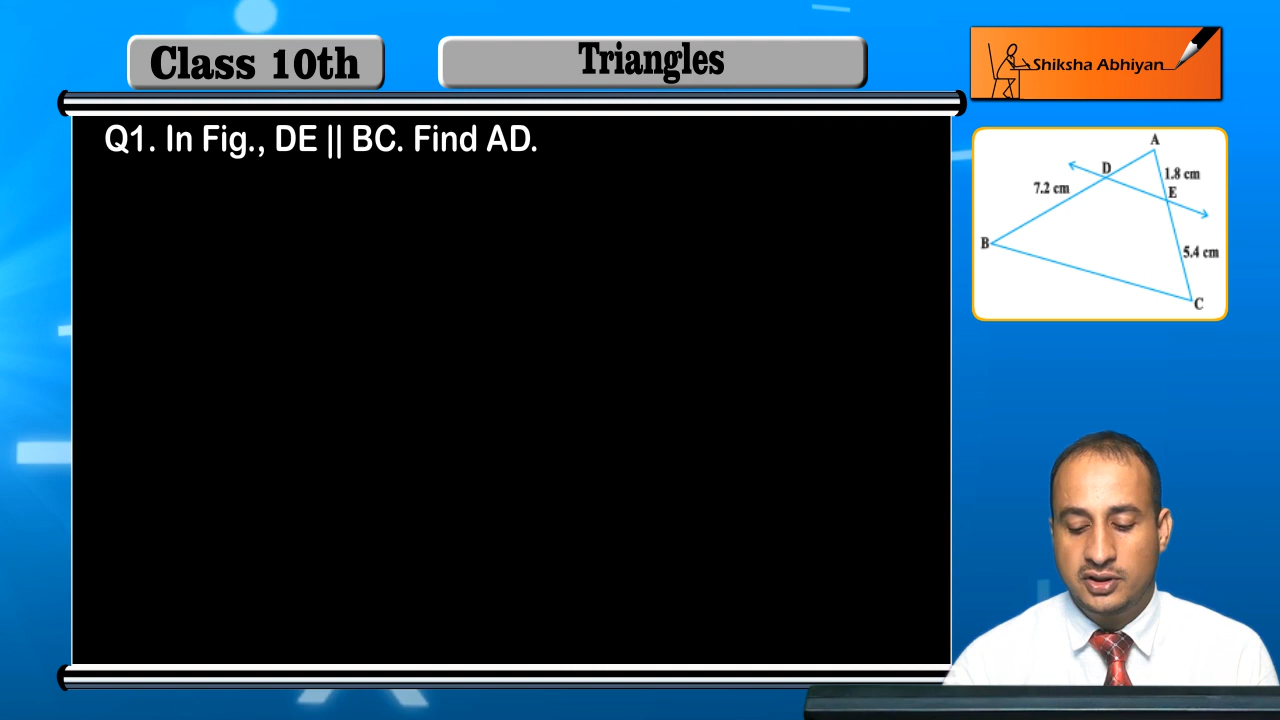 Class 10th
Triangles
Shiksha Abhiyan
Q1. In Fig., DE || BC. Find AD.
A
D
1.8 cm
7.2 cm
E
B
5.4 cm
C